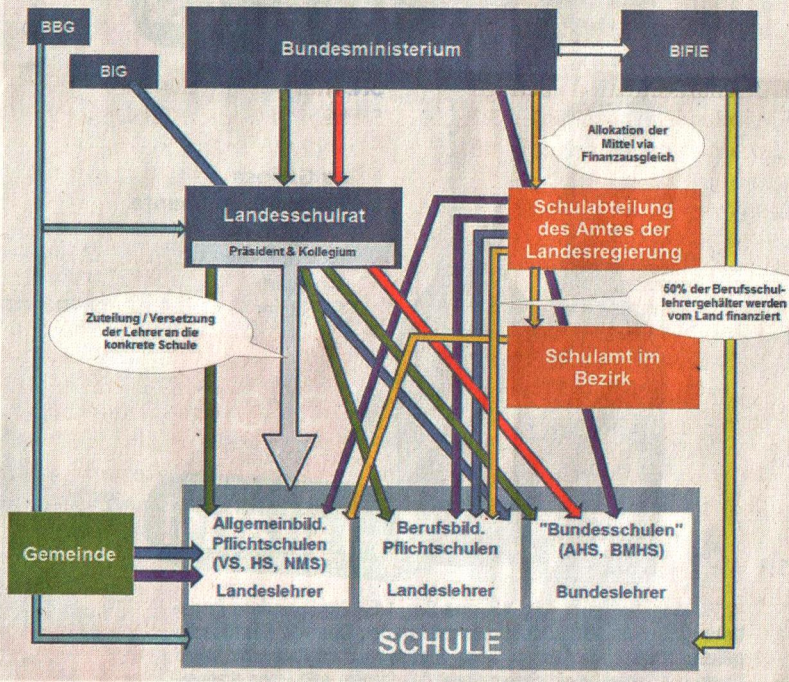 BBG
Bundesministerium
BIFIE
BIG
Allokation der
Mittel via
Finanzausgleich
Landesschulrat
Präsident & Kollegium
Schulabteilung
des Amtes der
Landesregierung
50% der Berufsschul-
lehrergehälter werden
vom Land finanziert
Zuteilung / Versetzung
der Lehrer an die
konkrete Schule
Schulamt im
Bezirk
Gemeinde
Allgemeinbild.
Pflichtschulen
(VS, HS, NMS)
Landeslehrer
Berufsbild.
Pflichtschulen
Landeslehrer
"Bundesschulen"
(AHS, BMHS)
Bundeslehrer
SCHULE